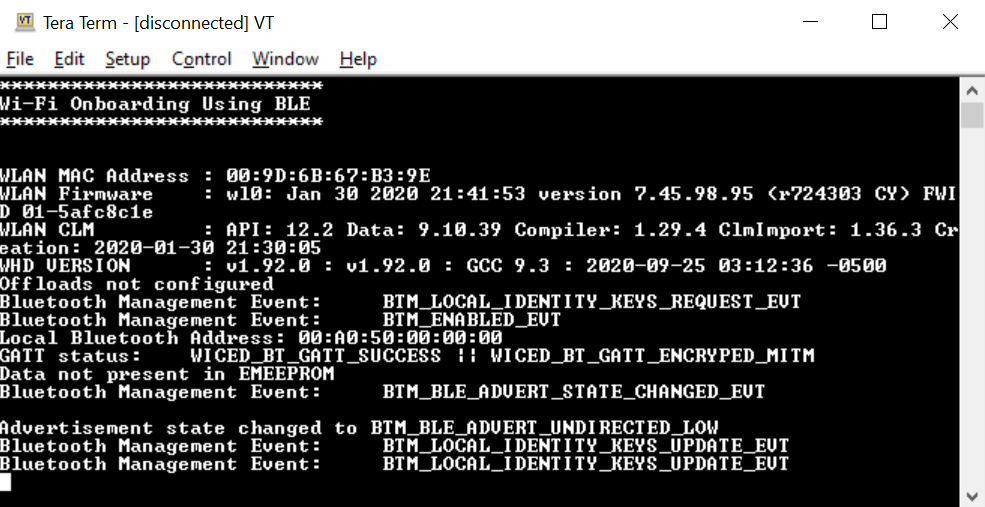 VT Tera Term - [disconnected] VT
File Edit Setup Control Window Help
***************************
Wi-Fi Onboarding Using BLE
***************************
WLAN MAC Address : 00:9D:6B:67:B3:9E
WLAN Firmware    : wl0: Jan 30 2020 21:41:53 version 7.45.98.95 (r724303 CY) FWI
D 01-5afc8c1e
WLAN CLM         : API: 12.2 Data: 9.10.39 Compiler: 1.29.4 ClmImport: 1.36.3 Cr
eation: 2020-01-30 21:30:05
WHD VERSION      : v1.92.0 : v1.92.0 : GCC 9.3 : 2020-09-25 03:12:36 -0500
Offloads not configured
Bluetooth Management Event:     BTM_LOCAL_IDENTITY_KEYS_REQUEST_EVT
Bluetooth Management Event:     BTM_ENABLED_EVT
Local Bluetooth Address: 00:A0:50:00:00:00
GATT status:    WICED_BT_GATT_SUCCESS || WICED_BT_GATT_ENCRYPED_MITM
Data not present in EMEEPROM
Bluetooth Management Event:     BTM_BLE_ADVERT_STATE_CHANGED_EVT
Advertisement state changed to BTM_BLE_ADVERT_UNDIRECTED_LOW
Bluetooth Management Event:     BTM_LOCAL_IDENTITY_KEYS_UPDATE_EVT
Bluetooth Management Event:     BTM_LOCAL_IDENTITY_KEYS_UPDATE_EVT